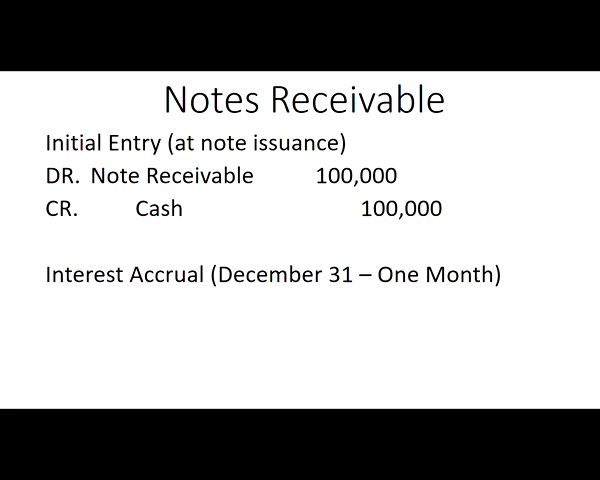 Notes Receivable
Initial Entry (at note issuance)
DR. Note Receivable 100,000
CR. Cash 100,000
Interest Accrual (December 31 – One Month)